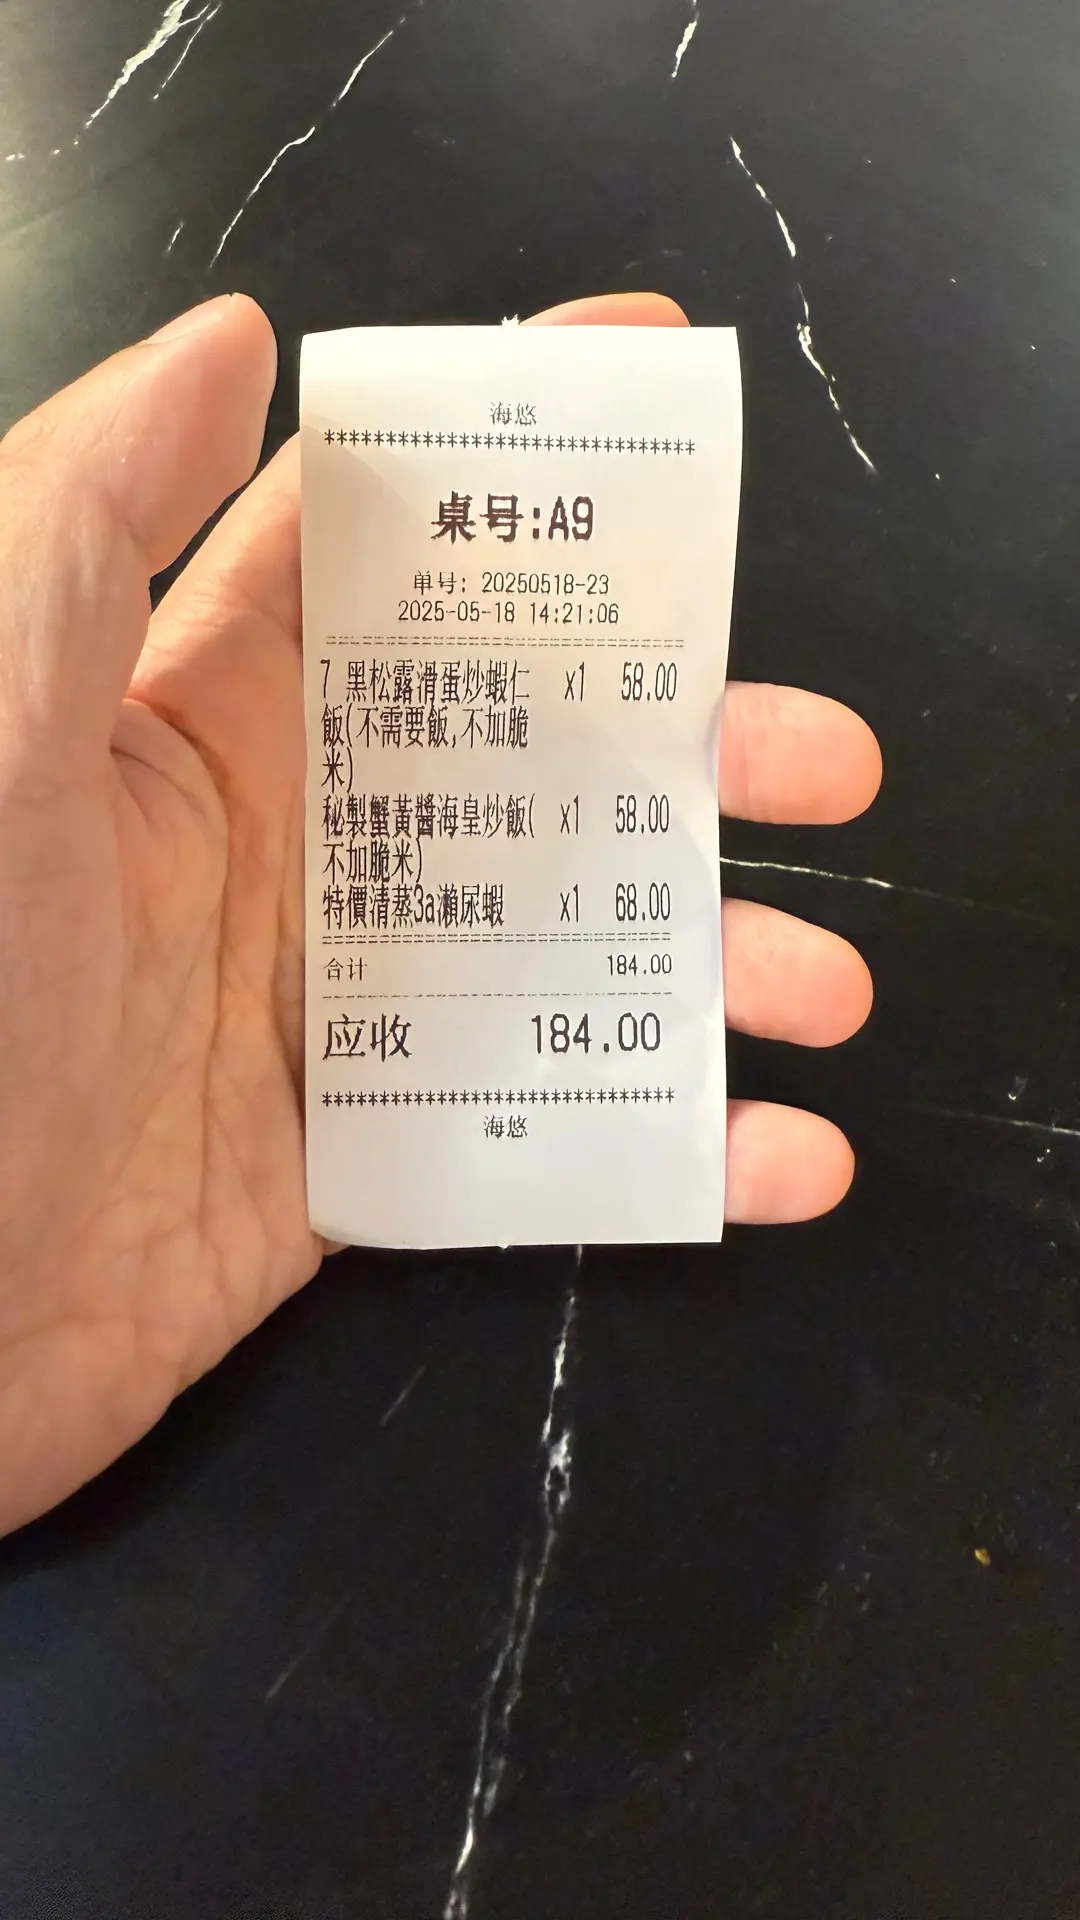 海悠
******************************
桌号:A9
单号: 20250518-23
2025-05-18 14:21:06
7 黑松露滑蛋炒蝦仁 x1 58.00
飯(不需要飯,不加脆
米)
秘製蟹黃醬海皇炒飯( x1 58.00
不加脆米)
特價清蒸3a瀨尿蝦 x1 68.00
合计 184.00
应收 184.00
******************************
海悠